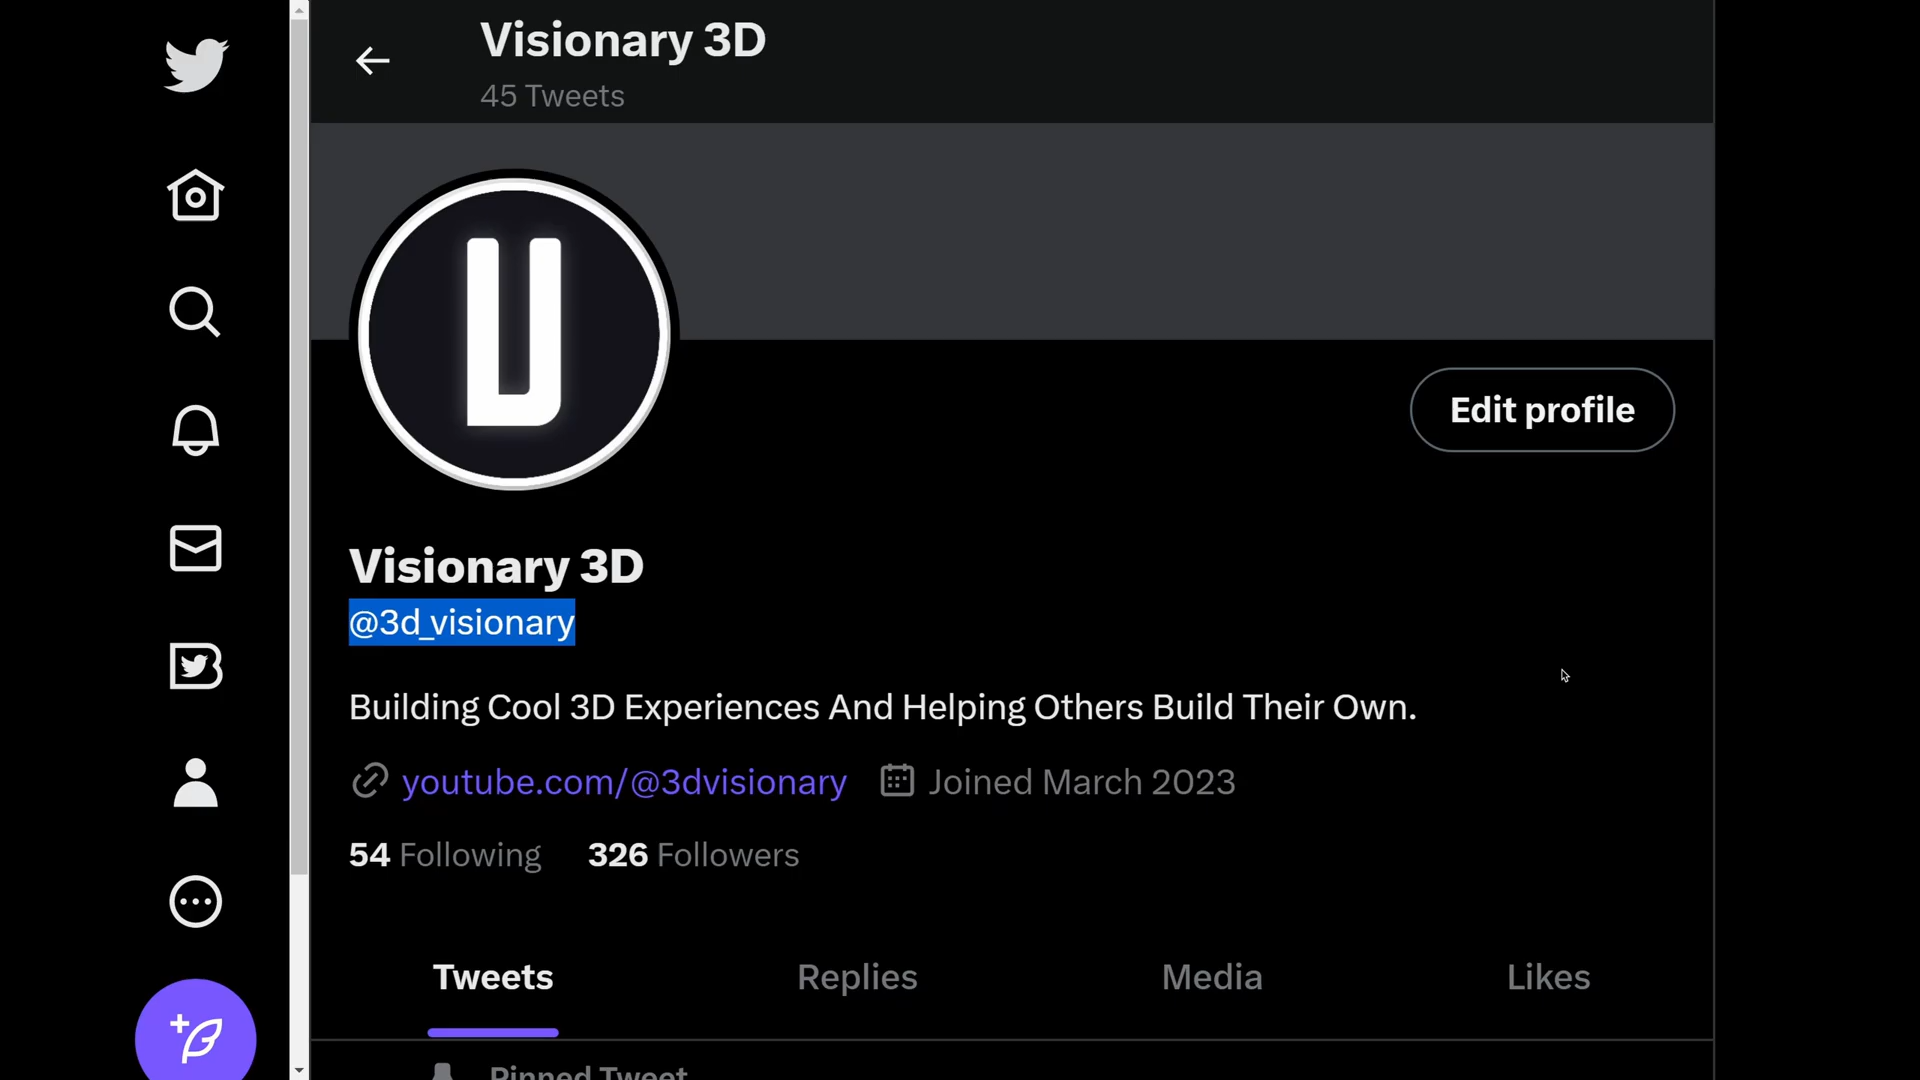 Visionary 3D
45 Tweets
Edit profile
Visionary 3D
@3d_visionary
Building Cool 3D Experiences And Helping Others Build Their Own.
youtube.com/@3dvisionary Joined March 2023
54 Following 326 Followers
Tweets Replies Media Likes
Pinned Tweet